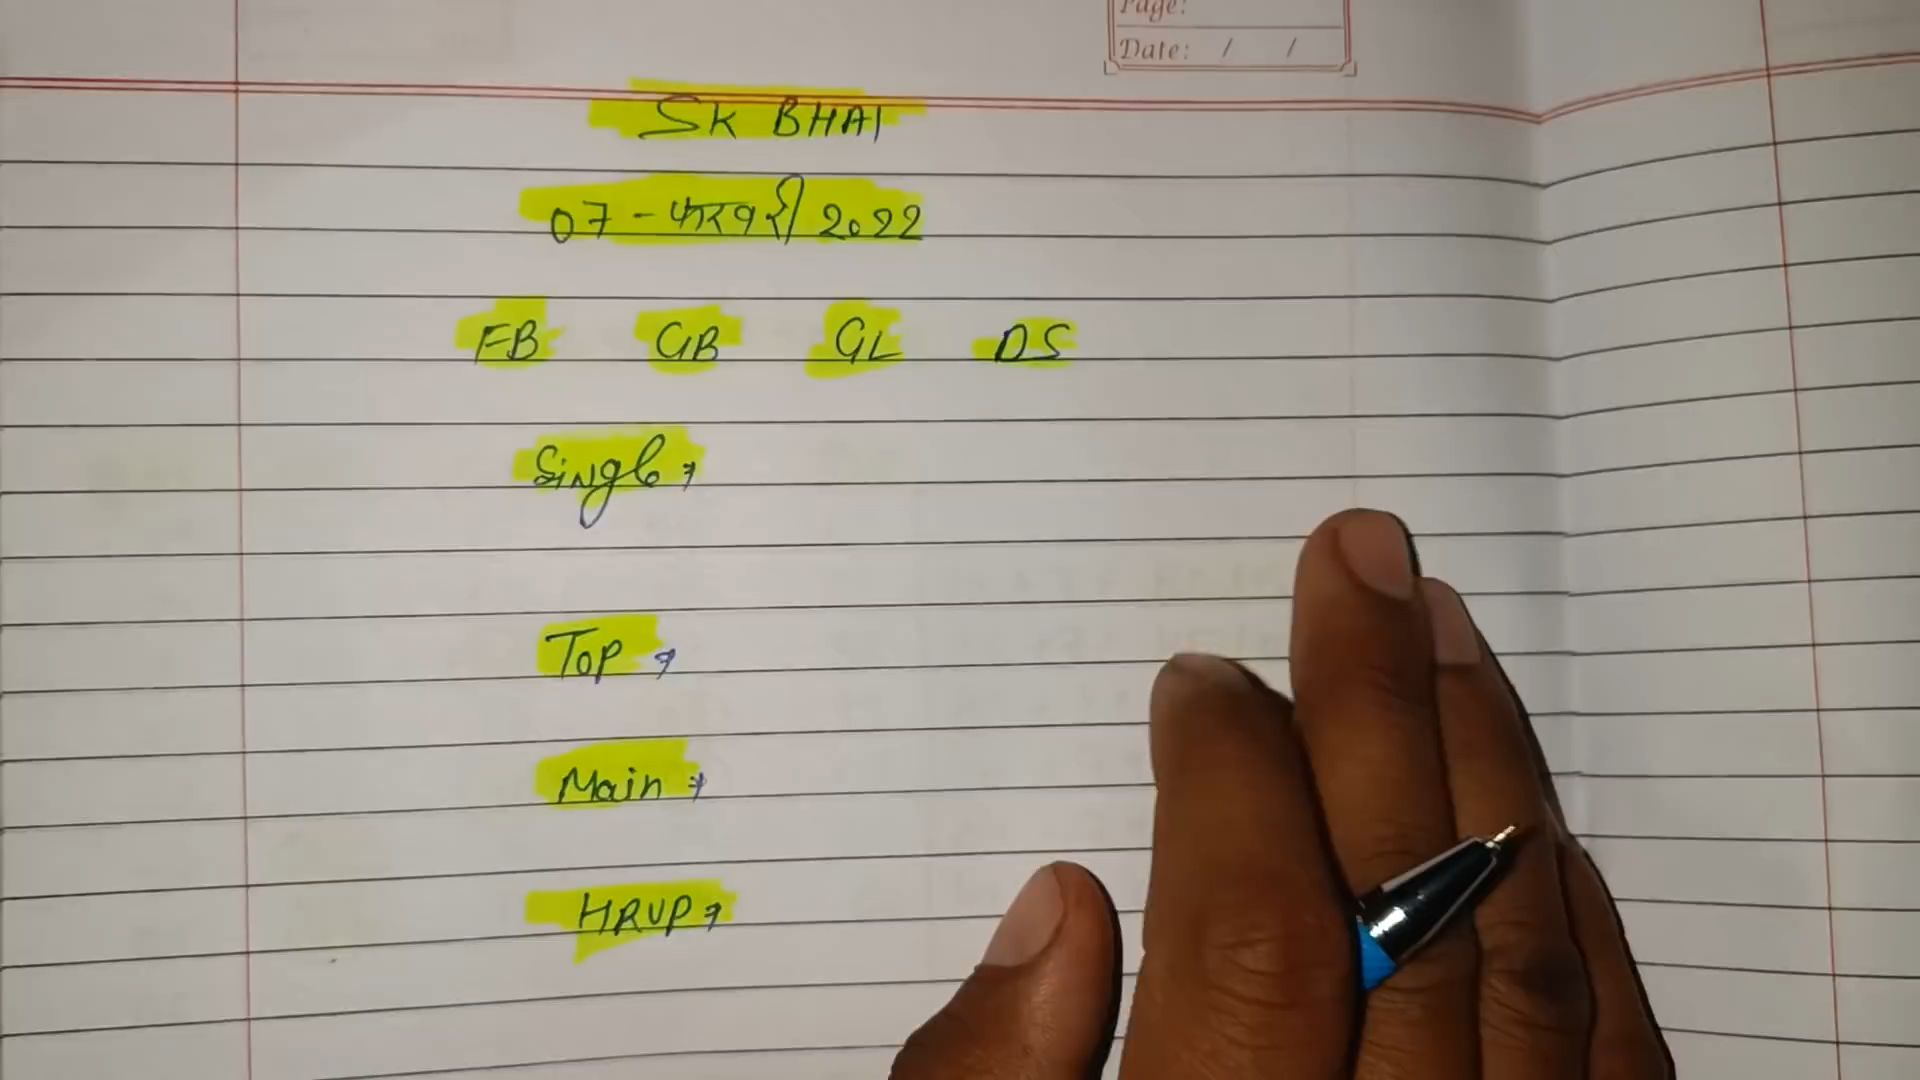 Page:
Date: / /
SK BHAI
07 - फरवरी 2022
FB GB GL DS
Single →
Top →
Main →
HRUP →